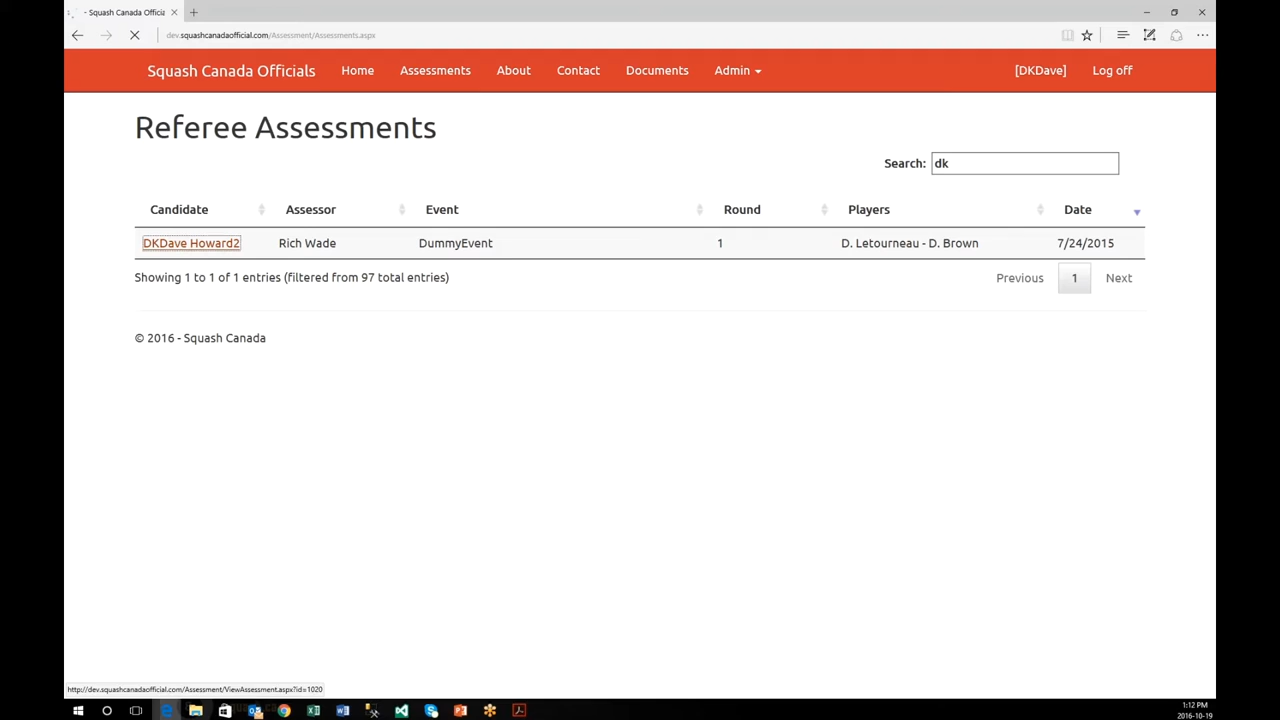 - Squash Canada Officia
dev.squashcanadaofficial.com/Assessment/Assessments.aspx
Squash Canada Officials Home Assessments About Contact Documents Admin [DKDave] Log off
Referee Assessments
Search: dk
Candidate Assessor Event Round Players Date
DKDave Howard2 Rich Wade DummyEvent 1 D. Letourneau - D. Brown 7/24/2015
Showing 1 to 1 of 1 entries (filtered from 97 total entries) Previous 1 Next
© 2016 - Squash Canada
http://dev.squashcanadaofficial.com/Assessment/ViewAssessment.aspx?id=1020
1:12 PM
2016-10-19